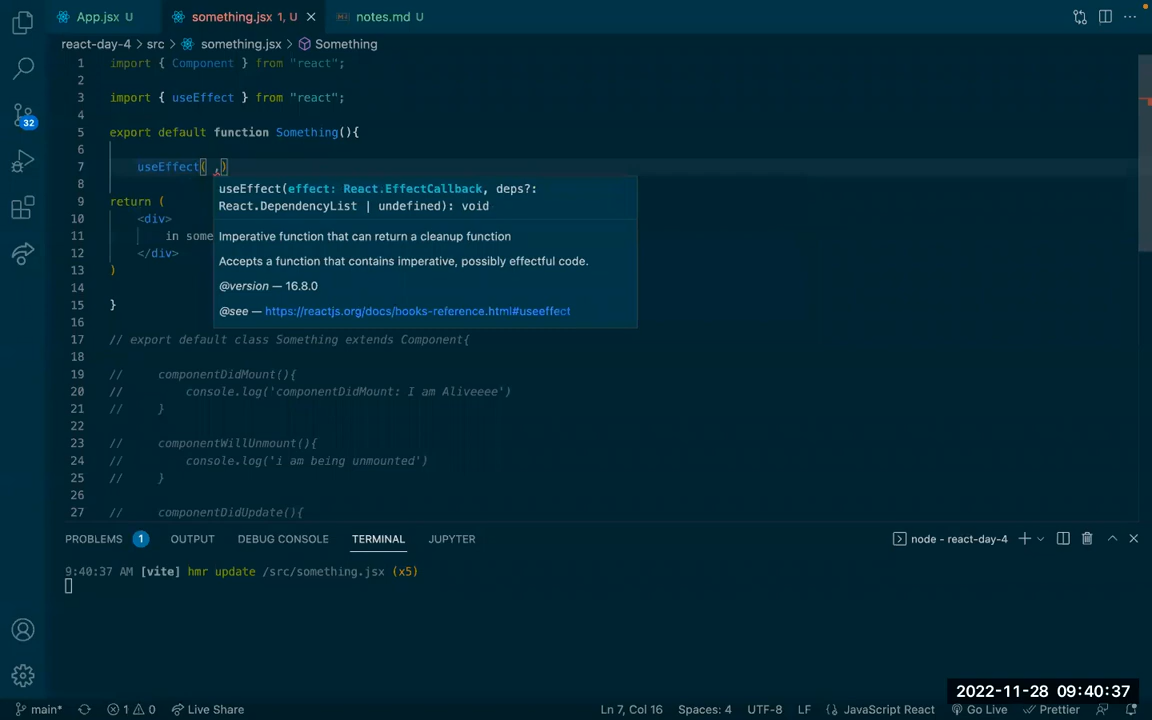 App.jsx U
something.jsx 1, U
notes.md U
react-day-4 > src > something.jsx > Something
1 import { Component } from "react";
2
3 import { useEffect } from "react";
4
5 export default function Something(){
6
7 useEffect( ,)
useEffect(effect: React.EffectCallback, deps?:
8
React.DependencyList | undefined): void
9 return (
10 <div>
11 in some
Imperative function that can return a cleanup function
12 </div>
Accepts a function that contains imperative, possibly effectful code.
13 )
@version — 16.8.0
14
15 }
@see — https://reactjs.org/docs/books-reference.html#useeffect
16
17 // export default class Something extends Component{
18
19 // componentDidMount(){
20 // console.log('componentDidMount: I am Aliveeee')
21 // }
22
23 // componentWillUnmount(){
24 // console.log('i am being unmounted')
25 // }
26
27 // componentDidUpdate(){
32
PROBLEMS 1 OUTPUT DEBUG CONSOLE TERMINAL JUPYTER
node - react-day-4
9:40:37 AM [vite] hmr update /src/something.jsx (x5)
2022-11-28 09:40:37
main* 1 0 Live Share
Ln 7, Col 16 Spaces: 4 UTF-8 LF JavaScript React Go Live Prettier